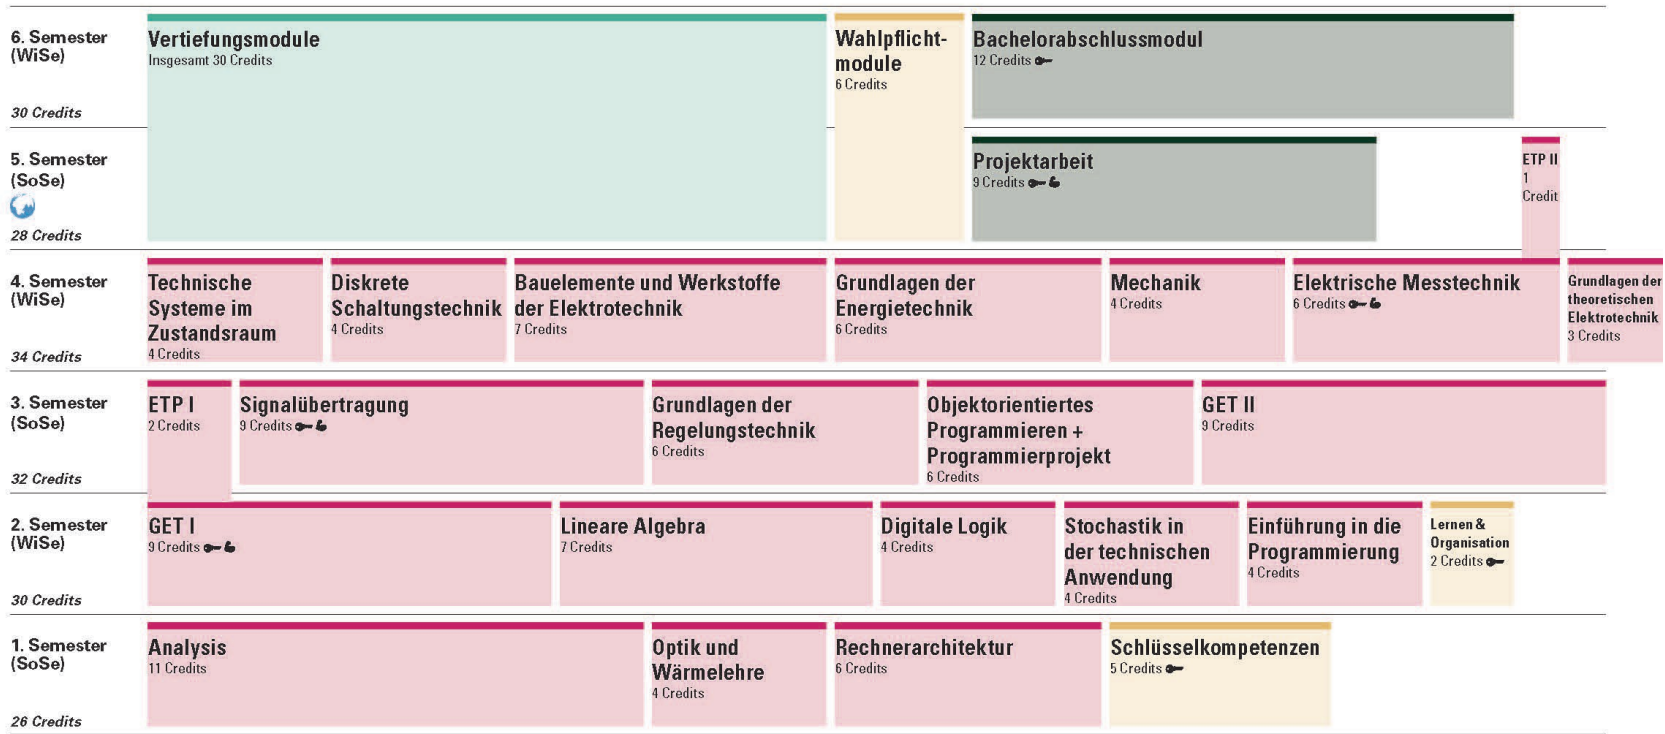 6. Semester
(WiSe)
30 Credits
Vertiefungsmodule
Insgesamt 30 Credits
Wahlpflicht-
module
6 Credits
Bachelorabschlussmodul
12 Credits
5. Semester
(SoSe)
28 Credits
Projektarbeit
9 Credits
ETP II
1
Credit
4. Semester
(WiSe)
34 Credits
Technische
Systeme im
Zustandsraum
4 Credits
Diskrete
Schaltungstechnik
4 Credits
Bauelemente und Werkstoffe
der Elektrotechnik
7 Credits
Grundlagen der
Energietechnik
6 Credits
Mechanik
4 Credits
Elektrische Messtechnik
6 Credits
Grundlagen der
theoretischen
Elektrotechnik
3 Credits
3. Semester
(SoSe)
32 Credits
ETP I
2 Credits
Signalübertragung
9 Credits
Grundlagen der
Regelungstechnik
6 Credits
Objektorientiertes
Programmieren +
Programmierprojekt
6 Credits
GET II
9 Credits
2. Semester
(WiSe)
30 Credits
GET I
9 Credits
Lineare Algebra
7 Credits
Digitale Logik
4 Credits
Stochastik in
der technischen
Anwendung
4 Credits
Einführung in die
Programmierung
4 Credits
Lernen &
Organisation
2 Credits
1. Semester
(SoSe)
26 Credits
Analysis
11 Credits
Optik und
Wärmelehre
4 Credits
Rechnerarchitektur
6 Credits
Schlüsselkompetenzen
5 Credits